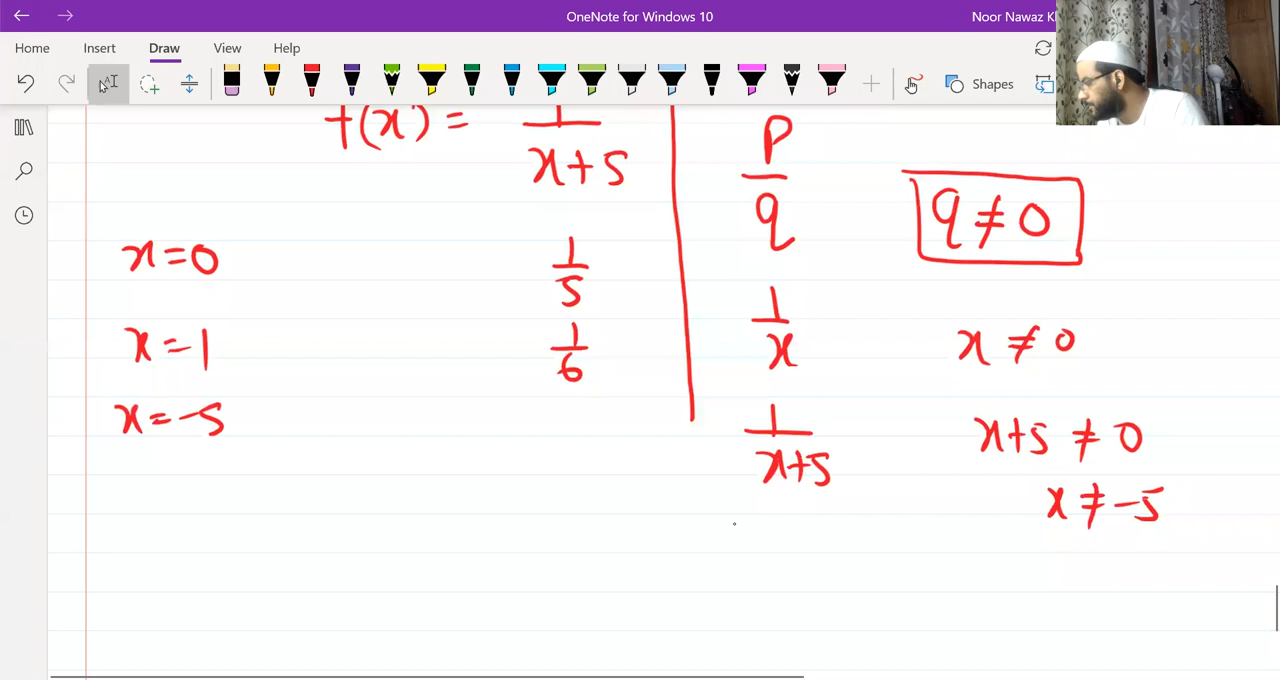 OneNote for Windows 10
Noor Nawaz
Home Insert Draw View Help
Shapes
f(x) = 1/x+5
x=0 1/5
x=1 1/6
x=-5
p/q q ≠ 0
1/x x ≠ 0
1/x+5 x+5 ≠ 0
x ≠ -5